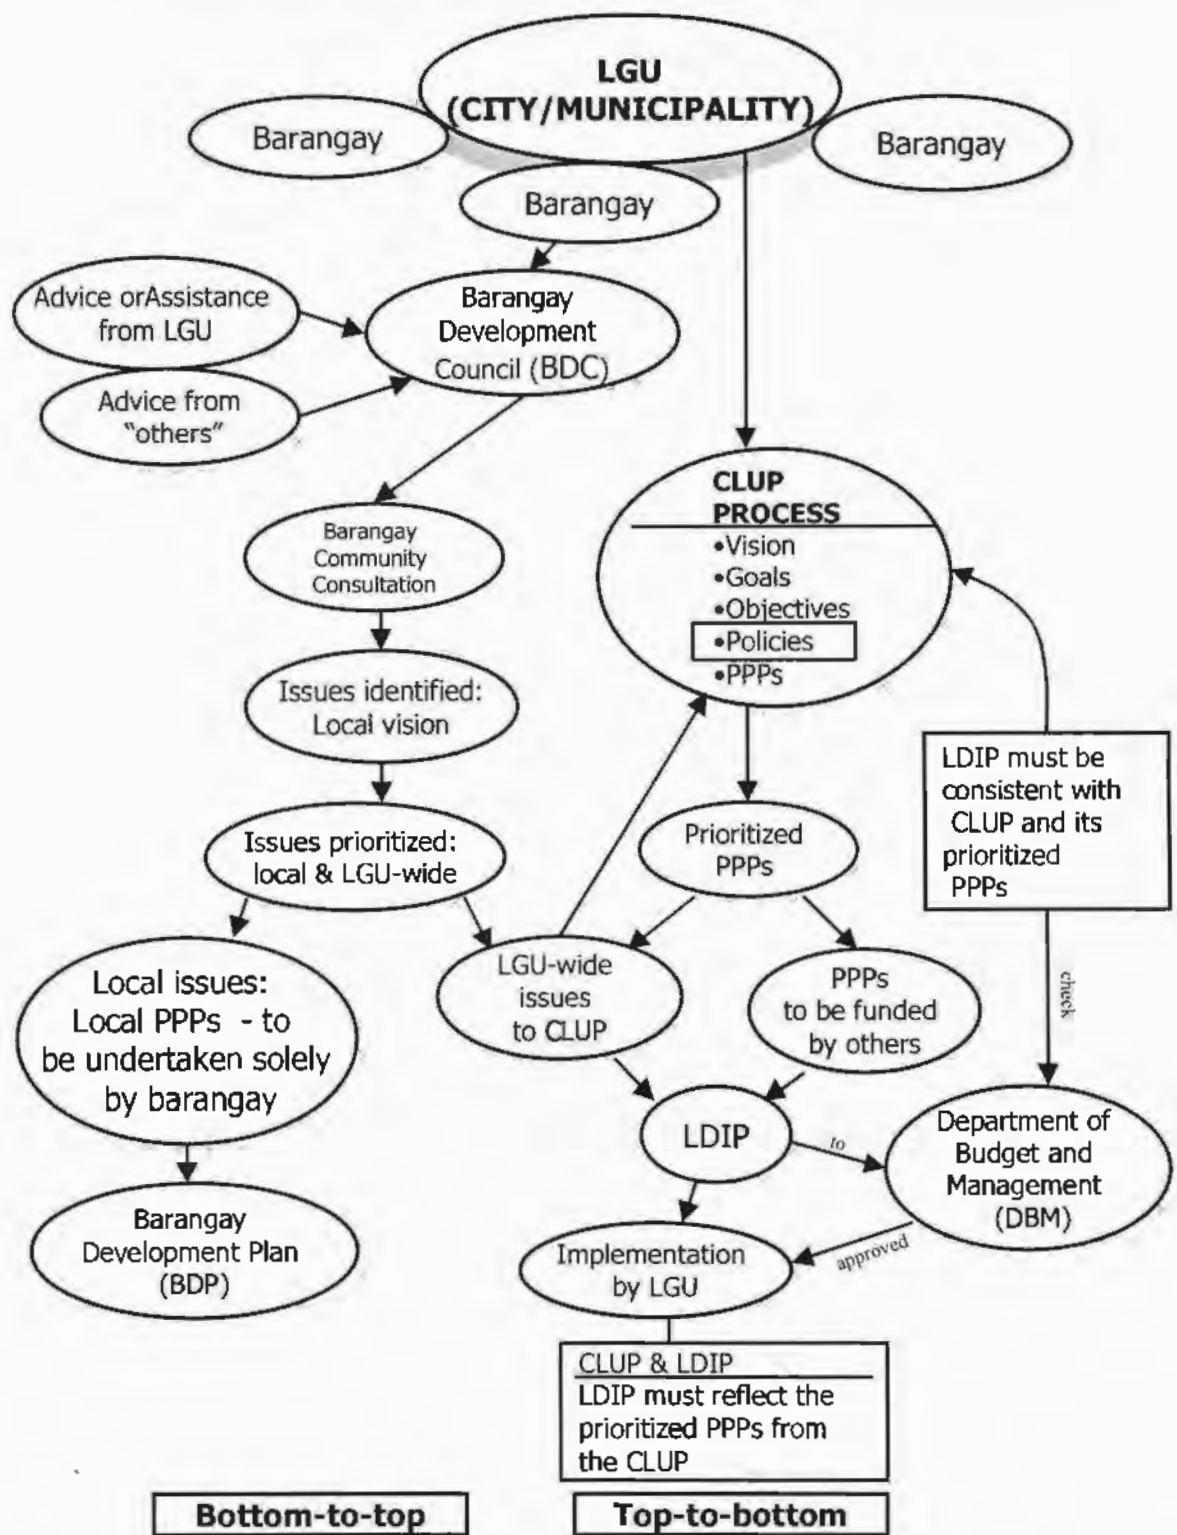 LGU
(CITY/MUNICIPALITY)
Barangay
Barangay
Barangay
Advice orAssistance
from LGU
Barangay
Development
Council (BDC)
Advice from
“others”
CLUP
PROCESS
•Vision
•Goals
•Objectives
•Policies
•PPPs
Barangay
Community
Consultation
Issues identified:
Local vision
LDIP must be
consistent with
CLUP and its
prioritized
PPPs
Issues prioritized:
local & LGU-wide
Prioritized
PPPs
Local issues:
Local PPPs - to
be undertaken solely
by barangay
LGU-wide
issues
to CLUP
PPPs
to be funded
by others
check
LDIP
to
Department of
Budget and
Management
(DBM)
Barangay
Development Plan
(BDP)
Implementation
by LGU
approved
CLUP & LDIP
LDIP must reflect the
prioritized PPPs from
the CLUP
Bottom-to-top
Top-to-bottom